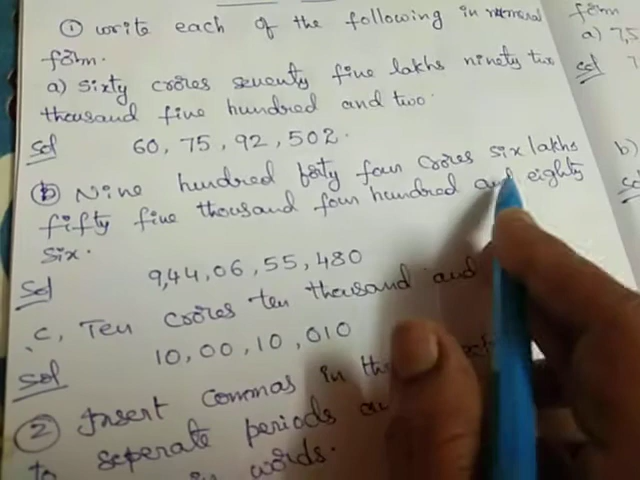 ① Write each of the following in numeral
form.
a) Sixty crores seventy five lakhs ninety two
thousand five hundred and two.
Sol 60, 75, 92, 502.
ⓑ Nine hundred forty four crores six lakhs
fifty five thousand four hundred and eighty
six.
Sol 9,44, 06, 55, 480
c, Ten crores ten thousand and
Sol 10, 00, 10, 010
② Insert commas in
to seperate periods
words.
form
a) 7,5
Sol 7
b)